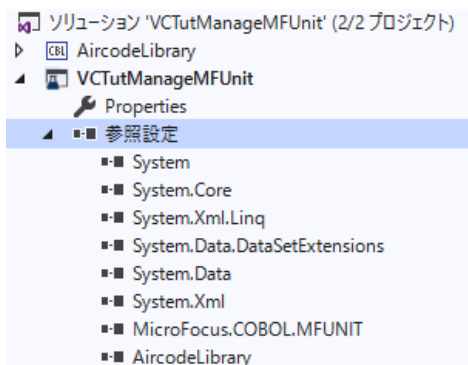 ソリューション 'VCTutManageMFUnit' (2/2 プロジェクト)
CBL AircodeLibrary
VCTutManageMFUnit
Properties
参照設定
System
System.Core
System.Xml.Linq
System.Data.DataSetExtensions
System.Data
System.Xml
MicroFocus.COBOL.MFUNIT
AircodeLibrary